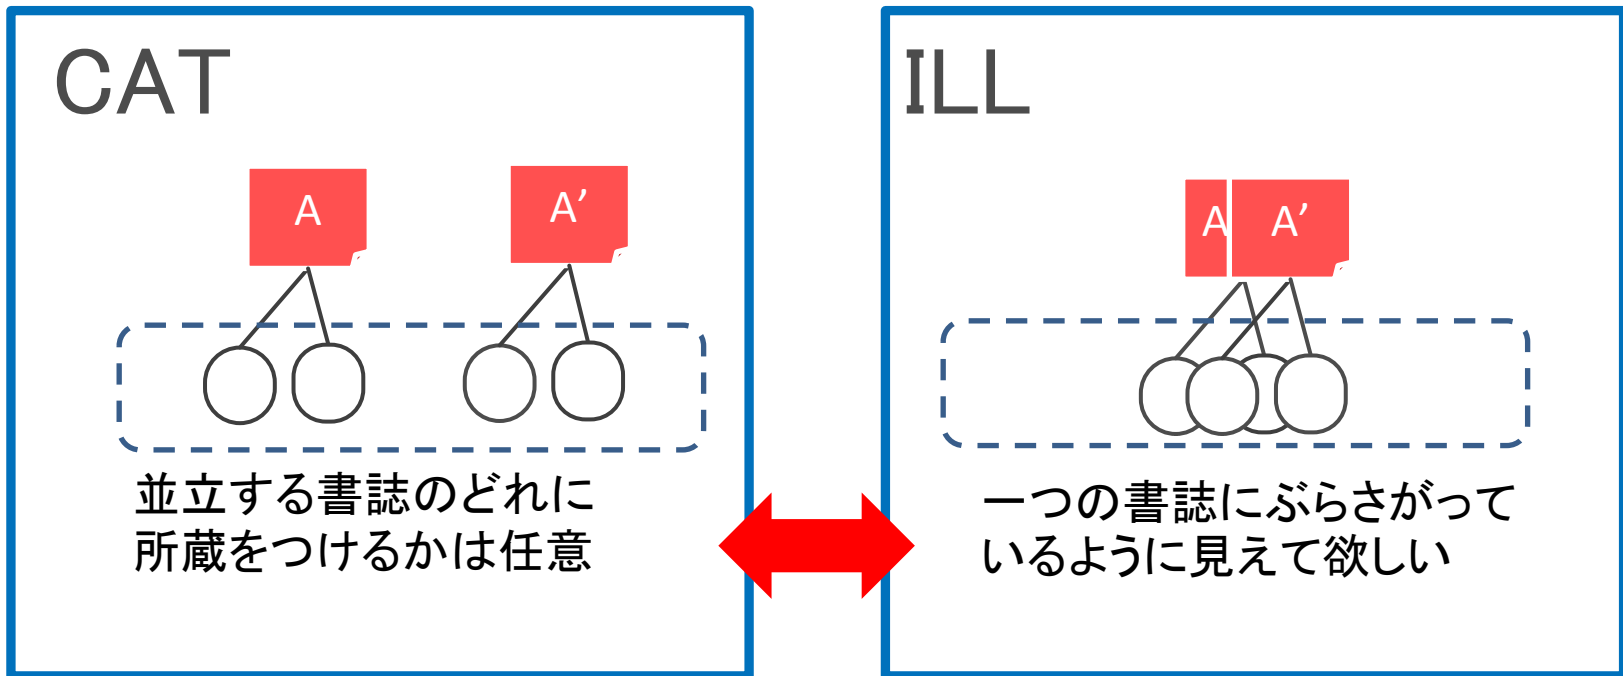 CAT
A
A’
並立する書誌のどれに
所蔵をつけるかは任意
ILL
A
A’
一つの書誌にぶらさがって
いるように見えて欲しい